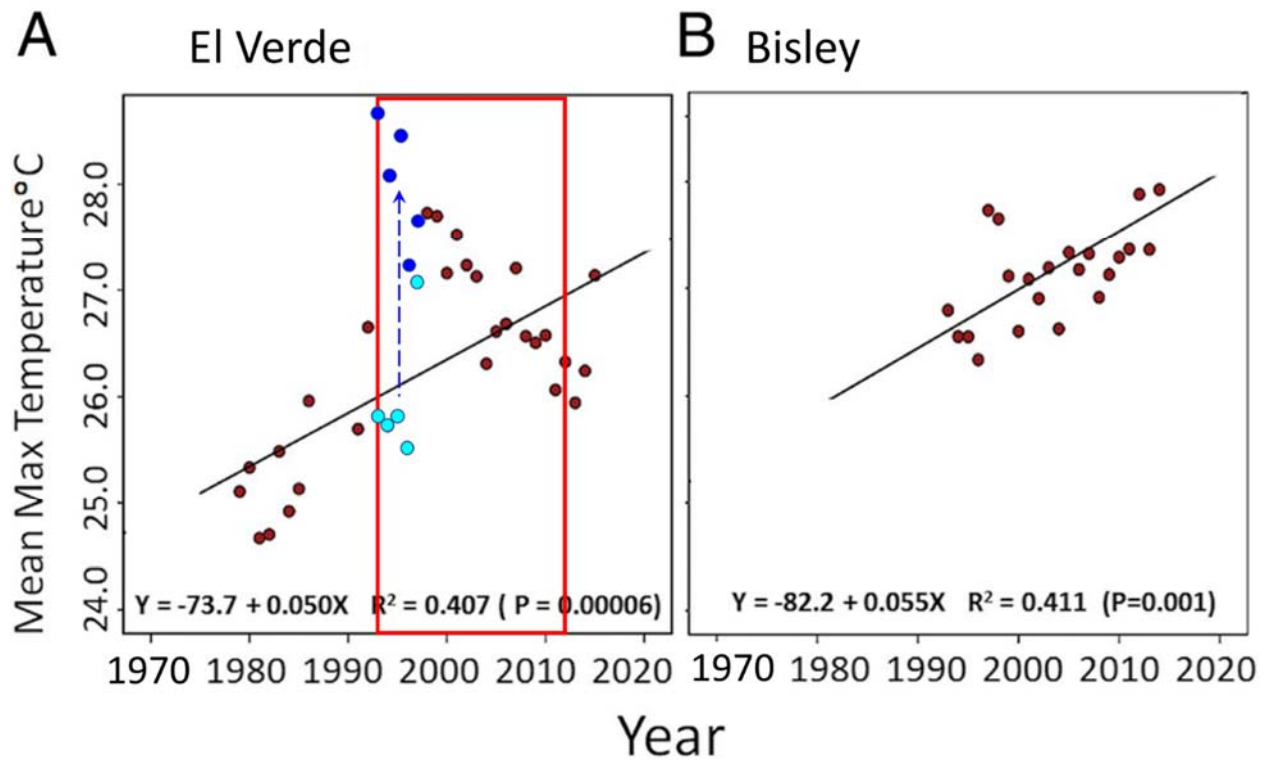 A
El Verde
B
Bisley
Mean Max Temperature°C
28.0
27.0
26.0
25.0
24.0
Y = -73.7 + 0.050X R² = 0.407 ( P = 0.00006)
Y = -82.2 + 0.055X R² = 0.411 (P=0.001)
1970 1980 1990 2000 2010 2020
1970 1980 1990 2000 2010 2020
Year